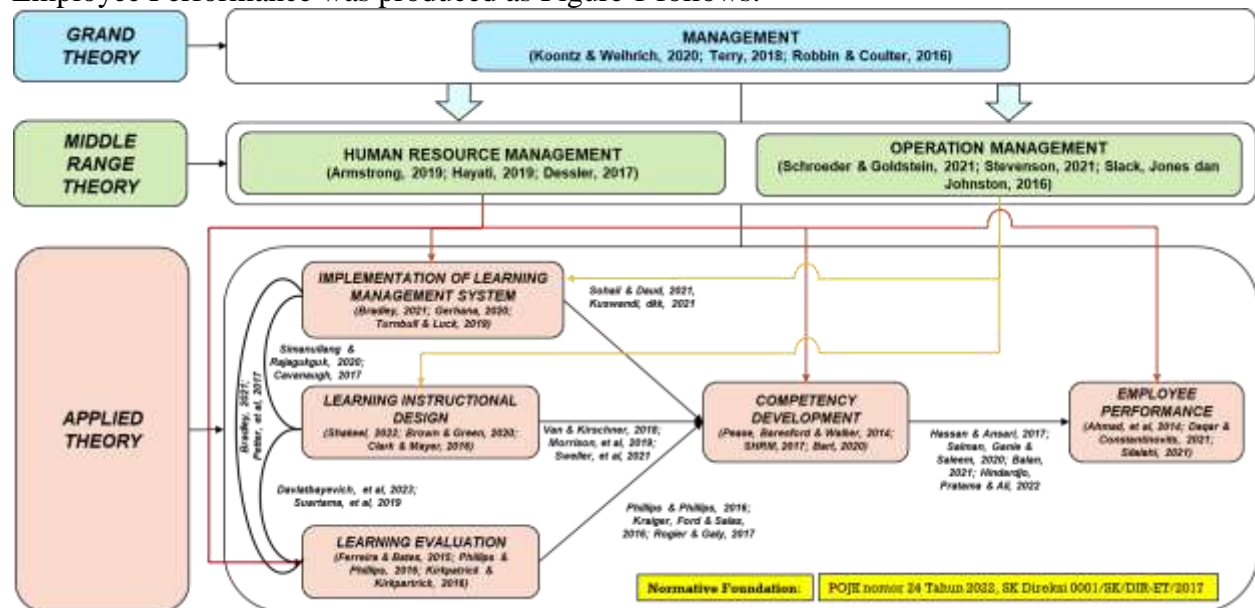 Employee Performance was produced as Figure 1 follows:
GRAND
THEORY
MANAGEMENT
(Koontz & Weihrich, 2020; Terry, 2018; Robbin & Coulter, 2016)
MIDDLE
RANGE
THEORY
HUMAN RESOURCE MANAGEMENT
(Armstrong, 2019; Hayati, 2019; Dessler, 2017)
OPERATION MANAGEMENT
(Schroeder & Goldstein, 2021; Stevenson, 2021; Slack, Jones dan
Johnston, 2016)
APPLIED
THEORY
IMPLEMENTATION OF LEARNING
MANAGEMENT SYSTEM
(Bradley, 2021; Gerhana, 2020;
Turnbull & Luck, 2019)
Sohail & Daud, 2021,
Kuswandi, dkk, 2021
Simanullang &
Rajagukguk, 2020;
Cavanaugh, 2017
Bradley, 2021;
Petter, et al, 2017
LEARNING INSTRUCTIONAL
DESIGN
(Shakeel, 2022; Brown & Green, 2020;
Clark & Mayer, 2016)
Van & Kirschner, 2018;
Morrison, et al, 2019;
Sweller, et al, 2021
COMPETENCY
DEVELOPMENT
(Pease, Beresford & Walker, 2014;
SHRM, 2017; Bart, 2020)
Hassan & Ansari, 2017;
Salman, Ganie &
Saleem, 2020; Balan,
2021; Nindardjo,
Pratama & Ali, 2022
EMPLOYEE
PERFORMANCE
(Ahmad, et al, 2014; Daqar &
Constantinovits, 2021;
Silalahi, 2021)
Davlatbayevich, et al, 2023;
Suartama, et al, 2019
Phillips & Phillips, 2016;
Kraiger, Ford & Salas,
2016; Rogier & Galy, 2017
LEARNING EVALUATION
(Ferreira & Bates, 2015; Phillips &
Phillips, 2016; Kirkpatrick &
Kirkpartrick, 2016)
Normative Foundation:
POJK nomor 24 Tahun 2022, SK Direksi 0001/SK/DIR-ET/2017